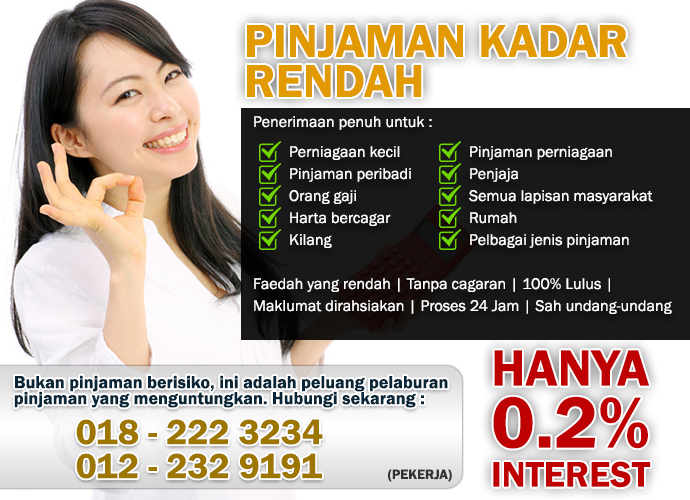 PINJAMAN KADAR
RENDAH
Penerimaan penuh untuk :
Perniagaan kecil
Pinjaman peribadi
Orang gaji
Harta bercagar
Kilang
Pinjaman perniagaan
Penjaja
Semua lapisan masyarakat
Rumah
Pelbagai jenis pinjaman
Faedah yang rendah | Tanpa cagaran | 100% Lulus |
Maklumat dirahsiakan | Proses 24 Jam | Sah undang-undang
Bukan pinjaman berisiko, ini adalah peluang pelaburan
pinjaman yang menguntungkan. Hubungi sekarang :
018 - 222 3234
012 - 232 9191
(PEKERJA)
HANYA
0.2%
INTEREST